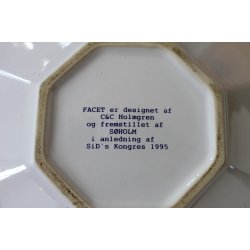 FACET er designet af
C&C Holmgren
og fremstillet af
SØHOLM
i anledning af
SiD's Kongres 1995